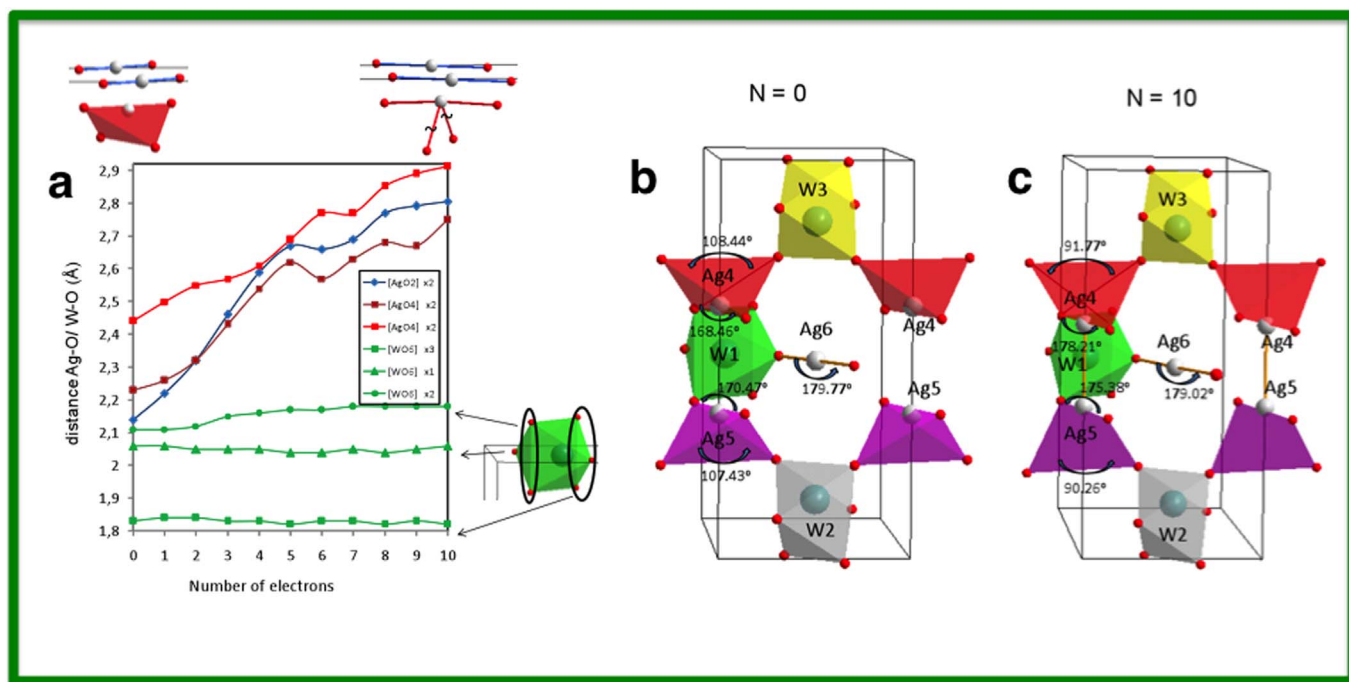 a
distance Ag-O/ W-O (Å)
2,9
2,8
2,7
2,6
2,5
2,4
2,3
2,2
2,1
2
1,9
1,8
0 1 2 3 4 5 6 7 8 9 10
Number of electrons
~ ~
[AgO2] x2
[AgO4] x2
[AgO4] x2
[WO6] x3
[WO6] x1
[WO6] x2
N = 0
b
W3
108.44°
Ag4
Ag4
168.46°
Ag6
W1
179.77°
170.47°
Ag5
Ag5
107.43°
W2
N = 10
c
W3
91.77°
Ag4
Ag4
178.21°
Ag6
W1
179.02°
175.38°
Ag5
Ag5
90.26°
W2